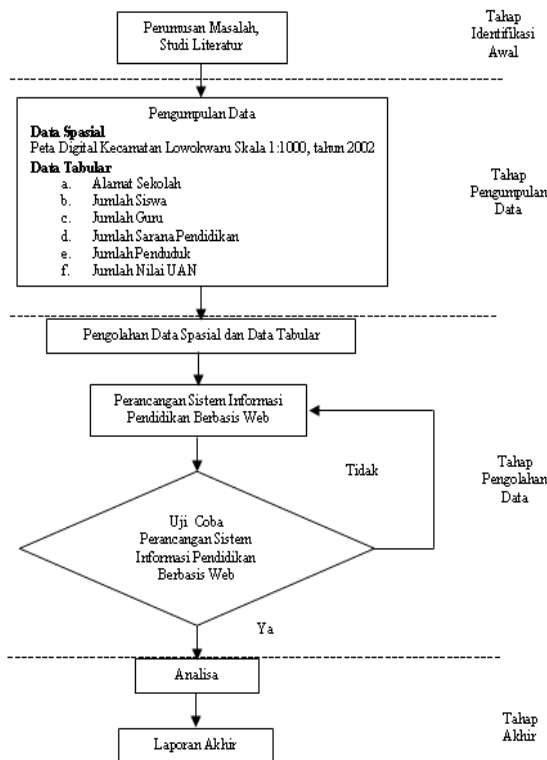 Perumusan Masalah,
Studi Literatur
Tahap
Identifikasi
Awal
Pengumpulan Data
Data Spasial
Peta Digital Kecamatan Lowokwaru Skala 1:1000, tahun 2002
Data Tabular
a. Alamat Sekolah
b. Jumlah Siswa
c. Jumlah Guru
d. Jumlah Sarana Pendidikan
e. Jumlah Penduduk
f. Jumlah Nilai UAN
Tahap
Pengumpulan
Data
Pengolahan Data Spasial dan Data Tabular
Perancangan Sistem Informasi
Pendidikan Berbasis Web
Tidak
Tahap
Pengolahan
Data
Uji Coba
Perancangan Sistem
Informasi Pendidikan
Berbasis Web
Ya
Analisa
Laporan Akhir
Tahap
Akhir